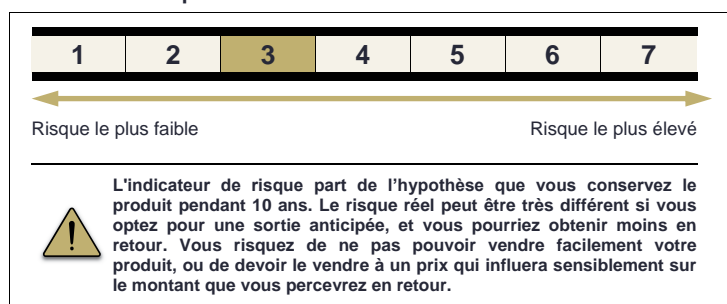 1 2 3 4 5 6 7
Risque le plus faible Risque le plus élevé
L'indicateur de risque part de l’hypothèse que vous conservez le
produit pendant 10 ans. Le risque réel peut être très différent si vous
optez pour une sortie anticipée, et vous pourriez obtenir moins en
retour. Vous risquez de ne pas pouvoir vendre facilement votre
produit, ou de devoir le vendre à un prix qui influera sensiblement sur
le montant que vous percevrez en retour.